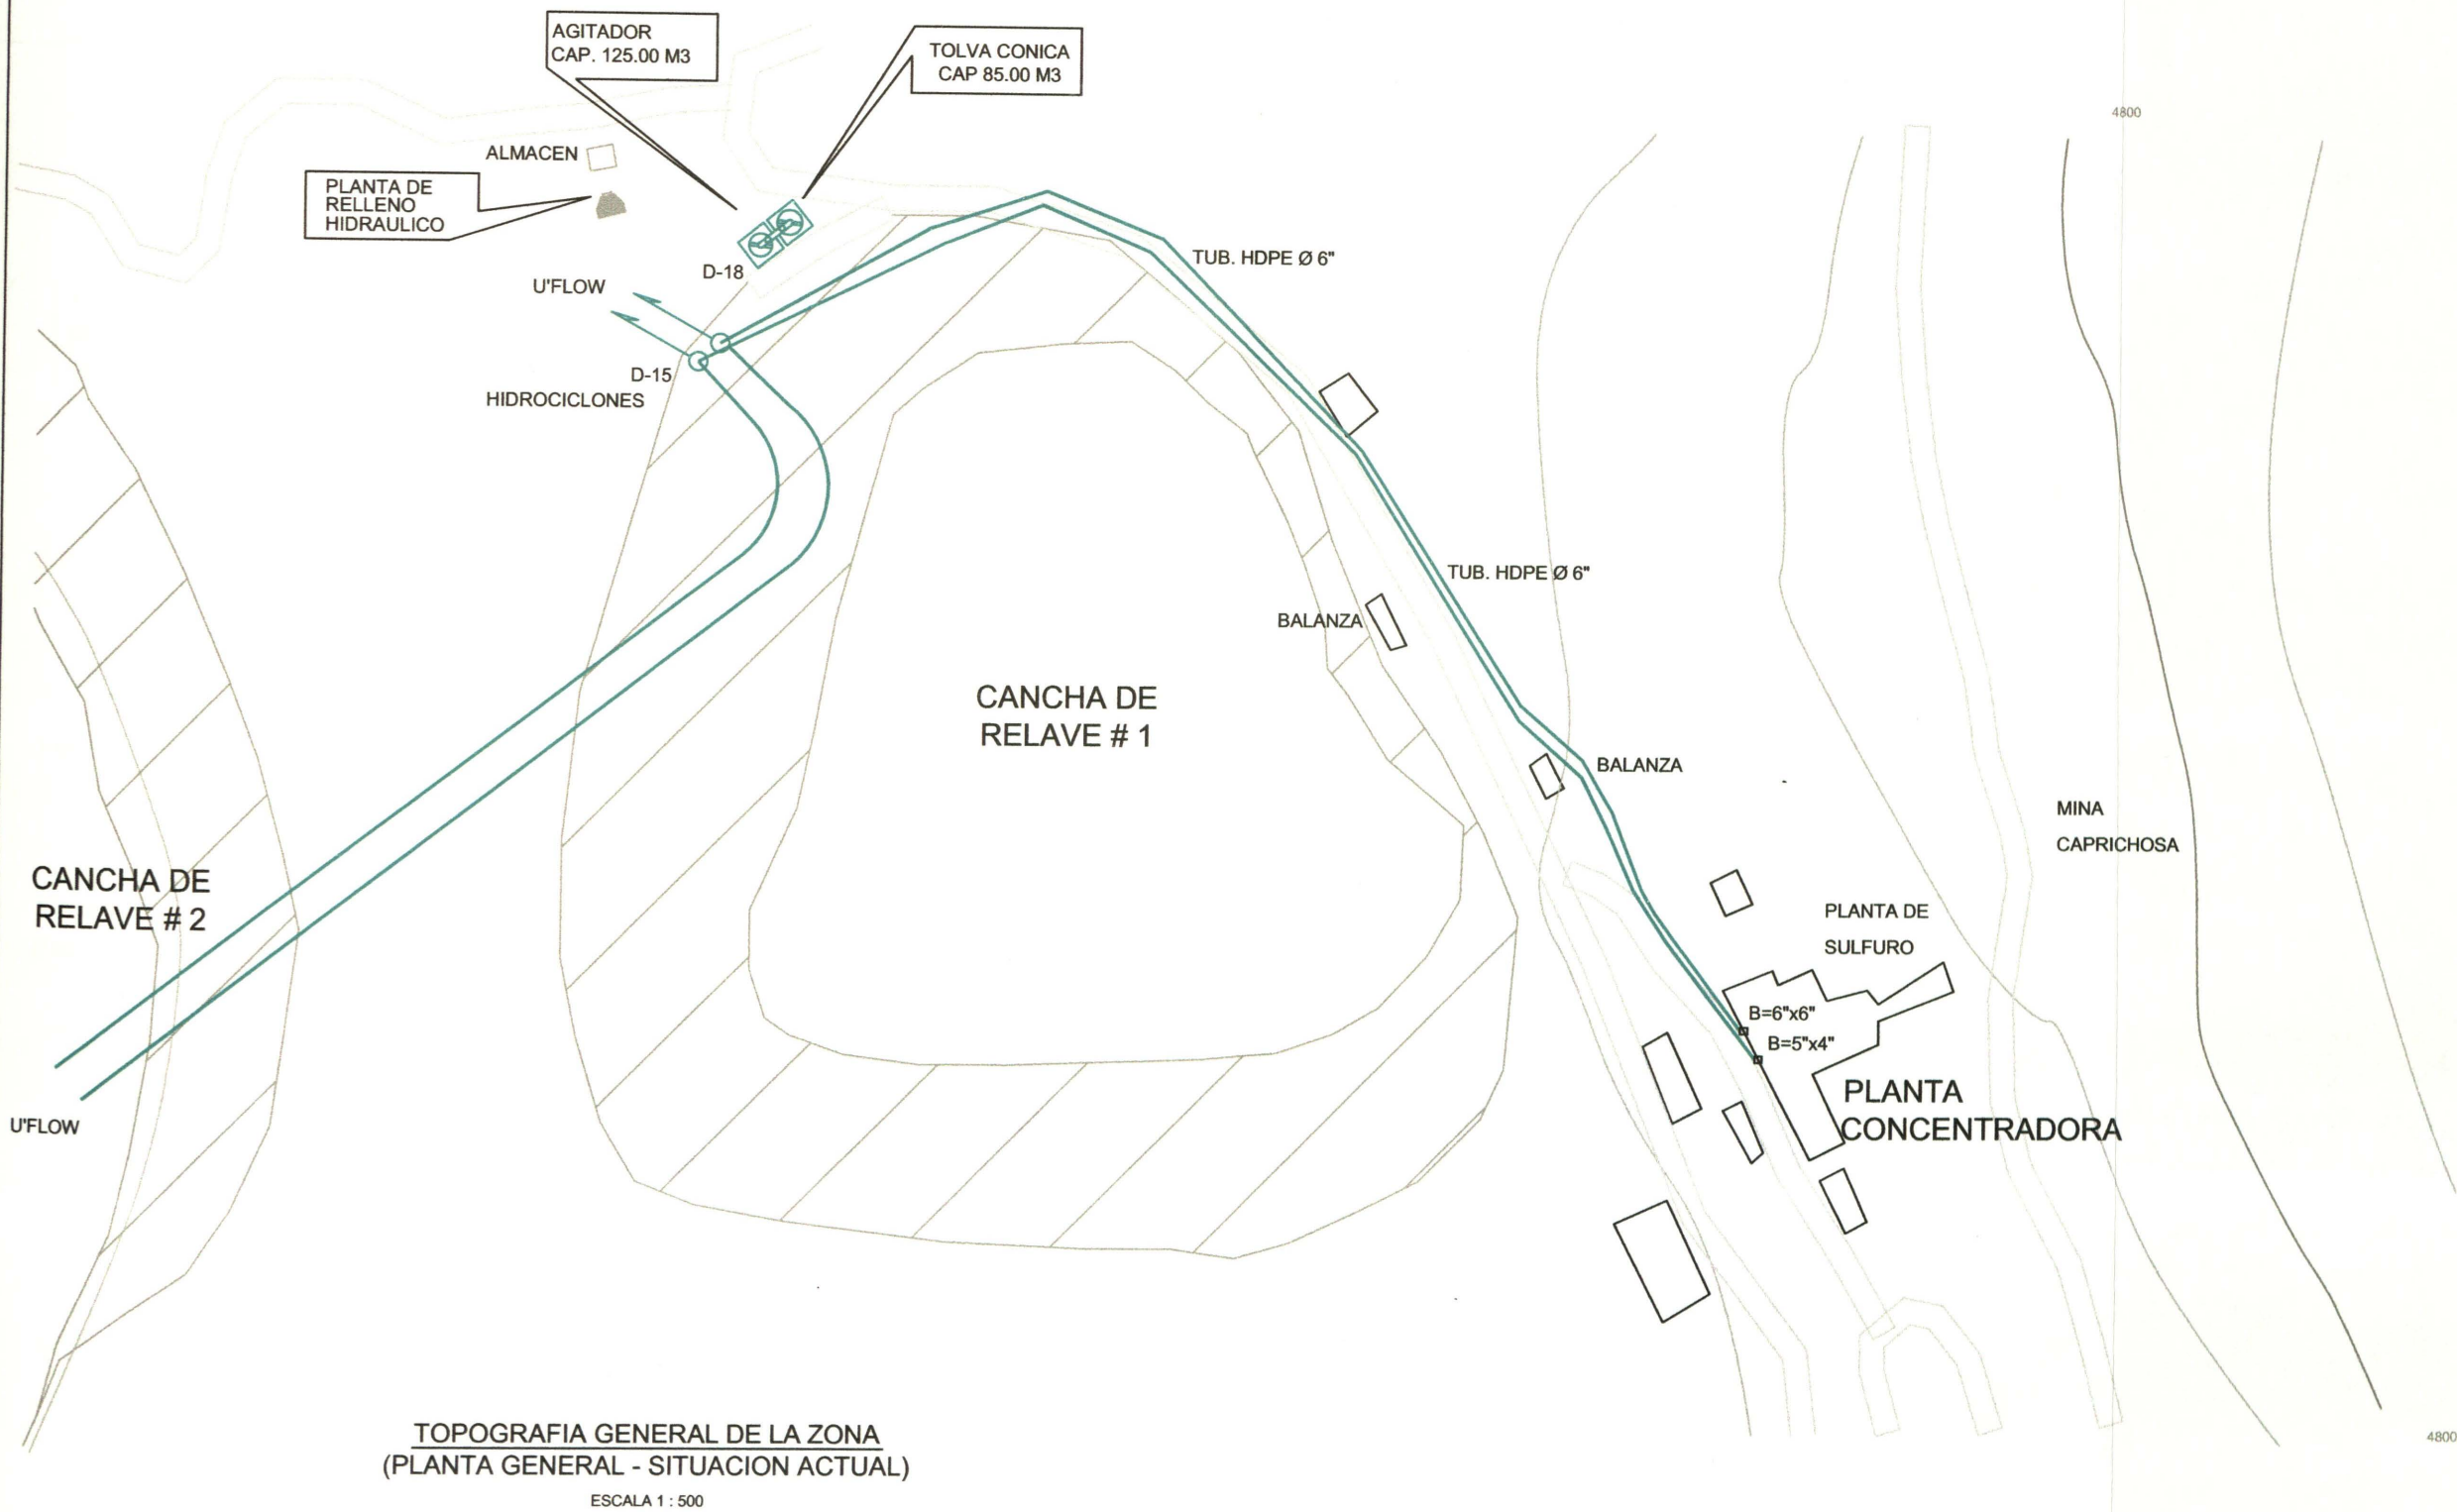 AGITADOR
CAP. 125.00 M3
TOLVA CONICA
CAP 85.00 M3
4800
ALMACEN
PLANTA DE
RELLENO
HIDRAULICO
TUB. HDPE Ø 6"
D-18
U'FLOW
D-15
HIDROCICLONES
TUB. HDPE Ø 6"
BALANZA
CANCHA DE
RELAVE # 1
BALANZA
MINA
CAPRICHOSA
CANCHA DE
RELAVE # 2
PLANTA DE
SULFURO
B=6"x6"
B=5"x4"
PLANTA
CONCENTRADORA
U'FLOW
TOPOGRAFIA GENERAL DE LA ZONA
(PLANTA GENERAL - SITUACION ACTUAL)
ESCALA 1 : 500
4800